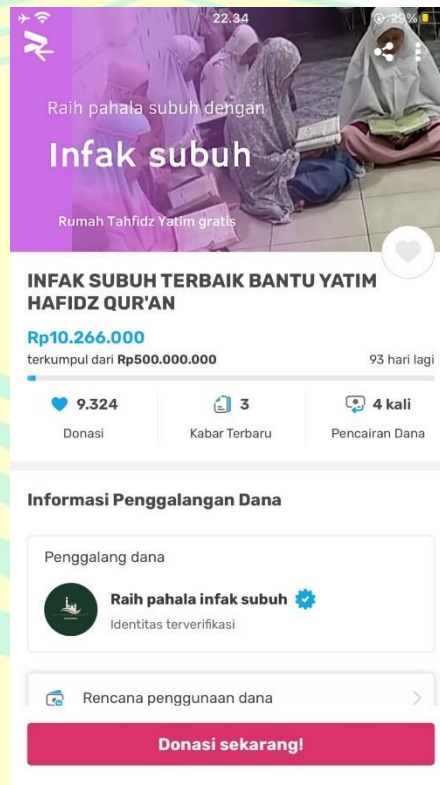 22.34
29%
Raih pahala subuh dengan
Infak subuh
Rumah Tahfidz Yatim gratis
INFAK SUBUH TERBAIK BANTU YATIM
HAFIDZ QUR'AN
Rp10.266.000
terkumpul dari Rp500.000.000 93 hari lagi
9.324 3 4 kali
Donasi Kabar Terbaru Pencairan Dana
Informasi Penggalangan Dana
Penggalang dana
Raih pahala infak subuh
Identitas terverifikasi
Rencana penggunaan dana
Donasi sekarang!